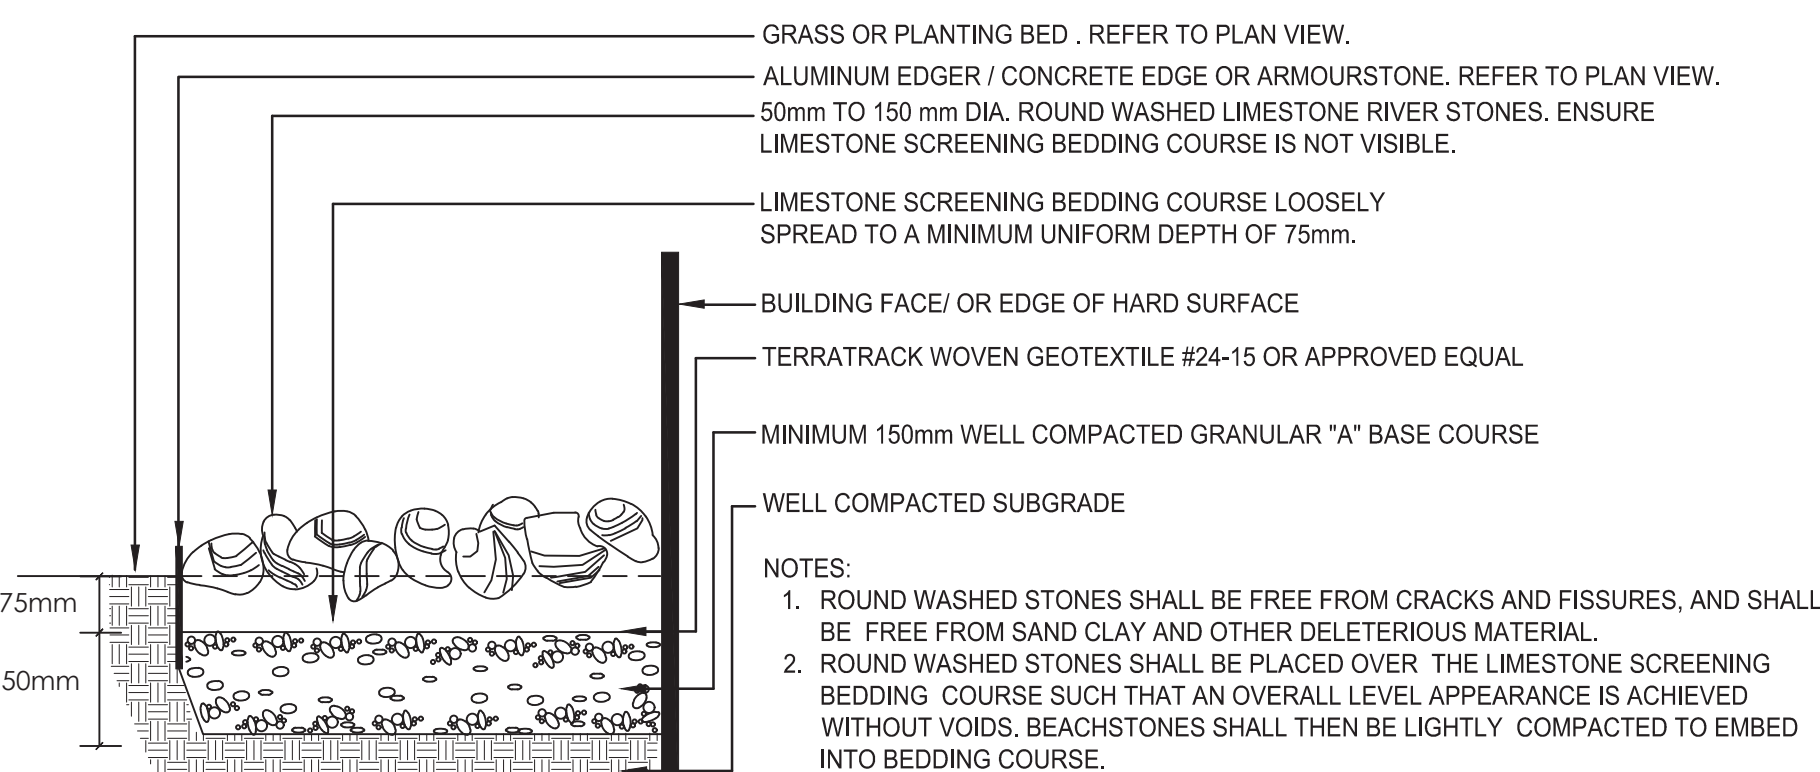 GRASS OR PLANTING BED . REFER TO PLAN VIEW.
ALUMINUM EDGER / CONCRETE EDGE OR ARMOURSTONE. REFER TO PLAN VIEW.
50mm TO 150 mm DIA. ROUND WASHED LIMESTONE RIVER STONES. ENSURE
LIMESTONE SCREENING BEDDING COURSE IS NOT VISIBLE.
LIMESTONE SCREENING BEDDING COURSE LOOSELY
SPREAD TO A MINIMUM UNIFORM DEPTH OF 75mm.
BUILDING FACE/ OR EDGE OF HARD SURFACE
TERRATRACK WOVEN GEOTEXTILE #24-15 OR APPROVED EQUAL
MINIMUM 150mm WELL COMPACTED GRANULAR "A" BASE COURSE
WELL COMPACTED SUBGRADE
75mm
50mm
NOTES:
1. ROUND WASHED STONES SHALL BE FREE FROM CRACKS AND FISSURES, AND SHALL
BE FREE FROM SAND CLAY AND OTHER DELETERIOUS MATERIAL.
2. ROUND WASHED STONES SHALL BE PLACED OVER THE LIMESTONE SCREENING
BEDDING COURSE SUCH THAT AN OVERALL LEVEL APPEARANCE IS ACHIEVED
WITHOUT VOIDS. BEACHSTONES SHALL THEN BE LIGHTLY COMPACTED TO EMBED
INTO BEDDING COURSE.